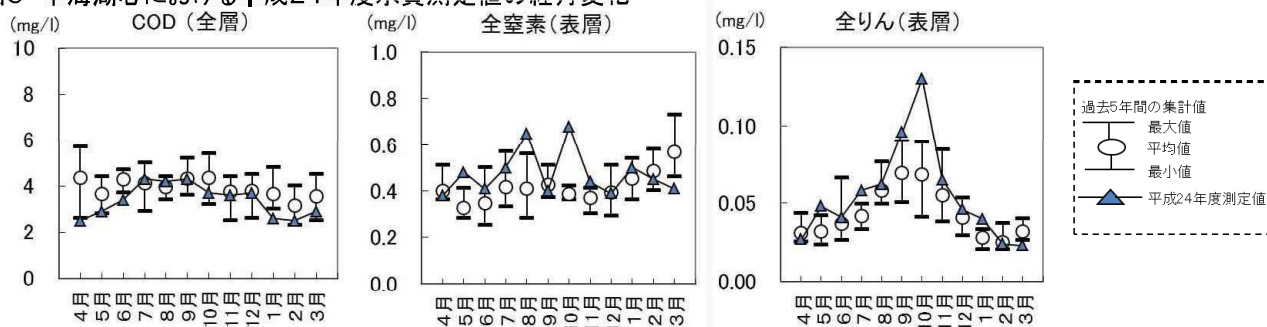 中海湖心における平成24年度水質測定値の経月変化
(mg/l)
COD (全層)
10
8
6
4
2
0
4月
5月
6月
7月
8月
9月
10月
11月
12月
1月
2月
3月
(mg/l)
全窒素(表層)
1.0
0.8
0.6
0.4
0.2
0.0
4月
5月
6月
7月
8月
9月
10月
11月
12月
1月
2月
3月
(mg/l)
全りん(表層)
0.15
0.10
0.05
0.00
4月
5月
6月
7月
8月
9月
10月
11月
12月
1月
2月
3月
過去5年間の集計値
最大値
平均値
最小値
平成24年度測定値